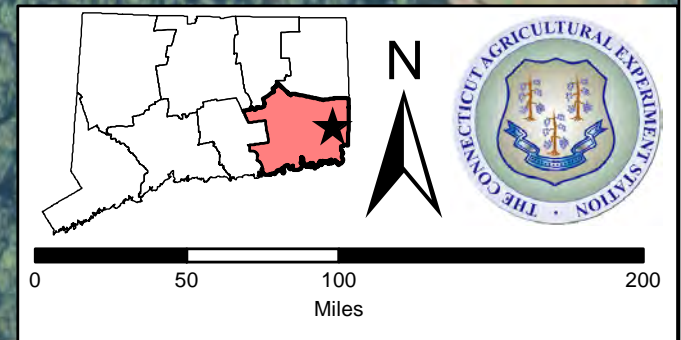 N
THE CONNECTICUT AGRICULTURAL EXPERIMENT STATION ·
0 50 100 200
Miles